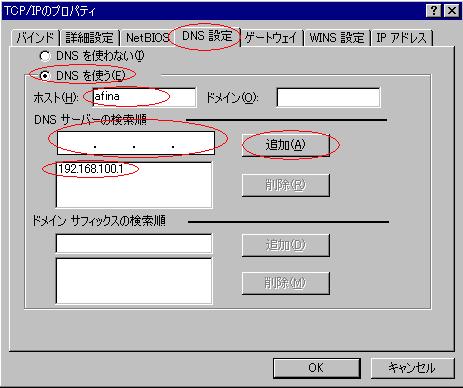 TCP/IPのプロパティ
バインド 詳細設定 NetBIOS DNS 設定 ゲートウェイ WINS 設定 IP アドレス
DNS を使わない(I)
DNS を使う(E)
ホスト(H): afina ドメイン(O):
DNS サーバーの検索順
. . . 追加(A)
192.168.100.1
削除(R)
ドメイン サフィックスの検索順
追加(D)
削除(M)
OK キャンセル